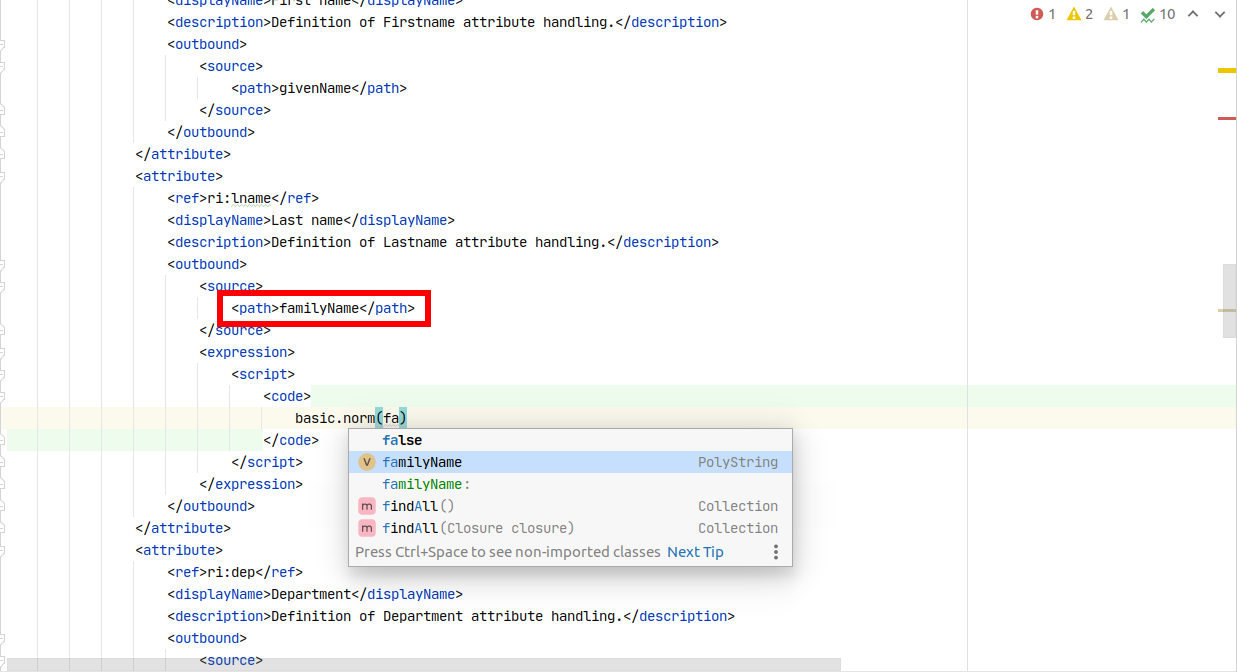 <displayName>First name</displayName>
1 2 1 10
<description>Definition of Firstname attribute handling.</description>
<outbound>
<source>
<path>givenName</path>
</source>
</outbound>
</attribute>
<attribute>
<ref>ri:lname</ref>
<displayName>Last name</displayName>
<description>Definition of Lastname attribute handling.</description>
<outbound>
<source>
<path>familyName</path>
</source>
<expression>
<script>
<code>
basic.norm(fa)
</code>
</script>
</expression>
</outbound>
</attribute>
<attribute>
<ref>ri:dep</ref>
<displayName>Department</displayName>
<description>Definition of Department attribute handling.</description>
<outbound>
<source>
false
V familyName PolyString
familyName:
m findAll() Collection
m findAll(Closure closure) Collection
Press Ctrl+Space to see non-imported classes Next Tip